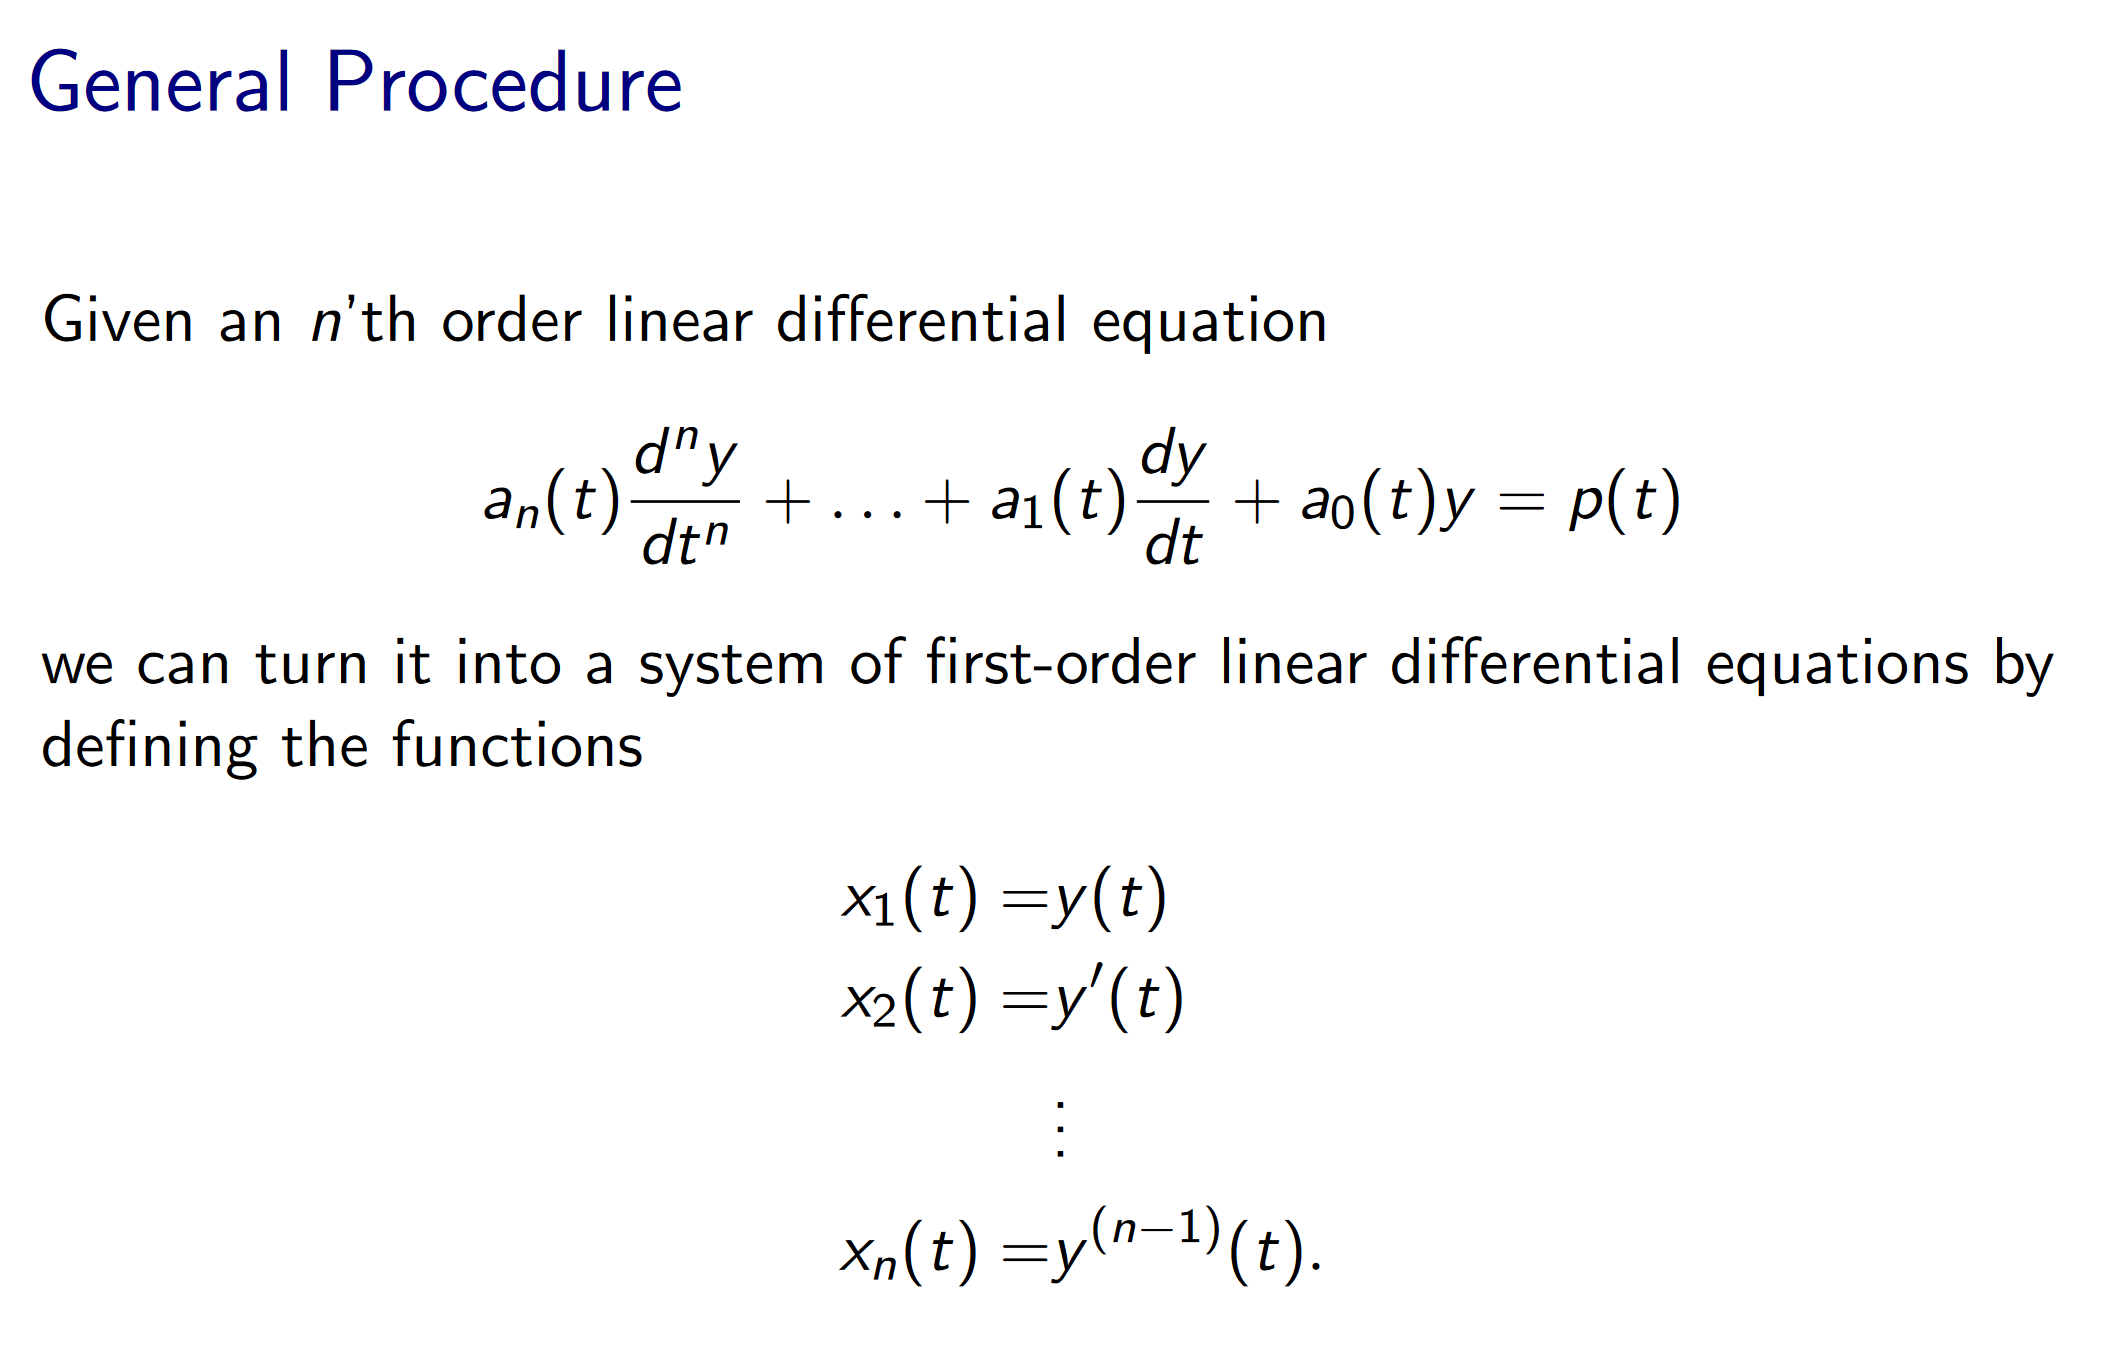 General Procedure
Given an n'th order linear differential equation
a_n(t) \frac{d^n y}{dt^n} + \ldots + a_1(t) \frac{dy}{dt} + a_0(t)y = p(t)
we can turn it into a system of first-order linear differential equations by
defining the functions
x_1(t) = y(t)
x_2(t) = y'(t)
⋮
x_n(t) = y^{(n-1)}(t).